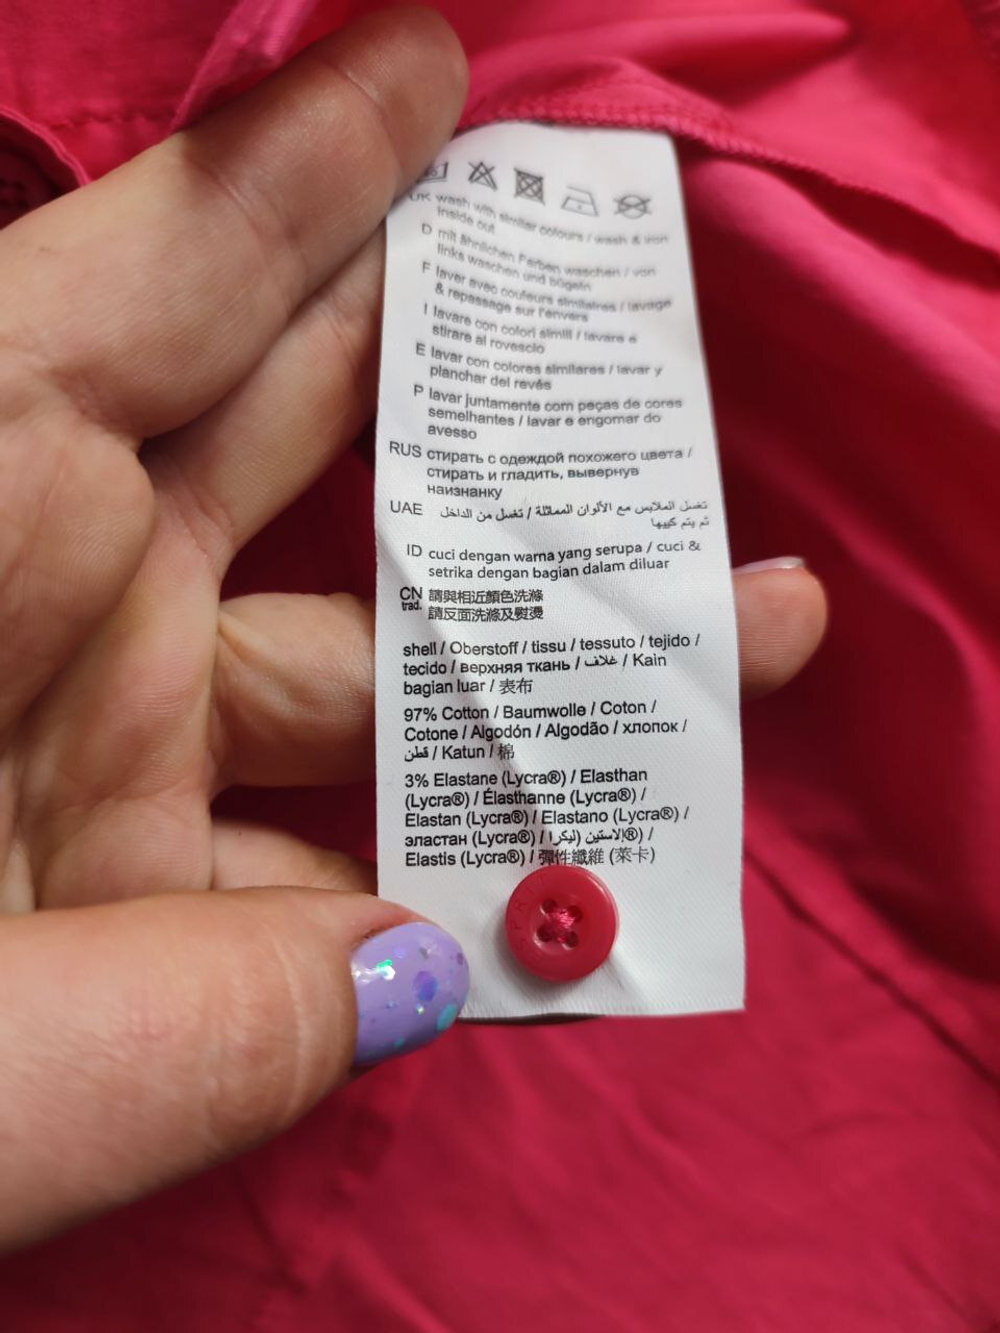 UK wash with similar colours / wash & iron
inside out
D mit ähnlichen Farben waschen / von
links waschen und bügeln
F laver avec couleurs similaires / lavage
& repassage sur l'envers
I lavare con colori simili / lavare e
stirare al rovescio
E lavar con colores similares / lavar y
planchar del revés
P lavar juntamente com peças de cores
semelhantes / lavar e engomar do
avesso
RUS стирать с одеждой похожего цвета /
стирать и гладить, вывернув
наизнанку
UAE تغسل الملابس مع الألوان المماثلة / تغسل من الداخل
ثم يتم كيها
ID cuci dengan warna yang serupa / cuci &
setrika dengan bagian dalam diluar
CN trad. 請與相近顏色洗滌
請反面洗滌及熨燙
shell / Oberstoff / tissu / tessuto / tejido /
tecido / верхняя ткань / غلاف / Kain
bagian luar / 表布
97% Cotton / Baumwolle / Coton /
Cotone / Algodón / Algodão / хлопок /
قطن / Katun / 棉
3% Elastane (Lycra®) / Elasthan
(Lycra®) / Élasthanne (Lycra®) /
Elastan (Lycra®) / Elastano (Lycra®) /
эластан (Lycra®) / الاستين (ليكرا®) /
Elastis (Lycra®) / 彈性纖維 (萊卡)